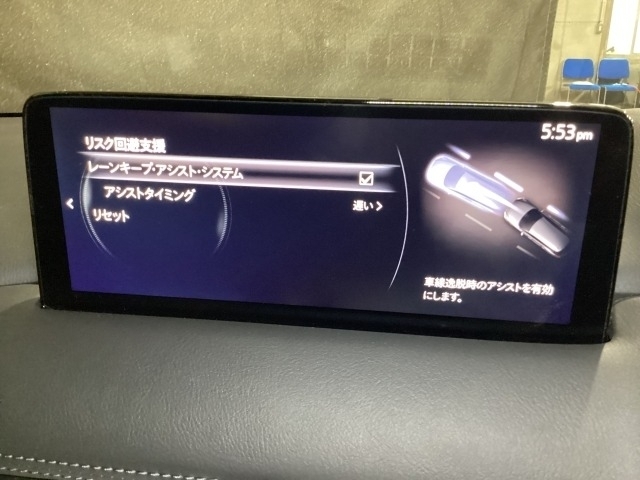 5:53pm
リスク回避支援
レーンキープ・アシスト・システム
アシストタイミング
遅い
リセット
車線逸脱時のアシストを有効
にします。